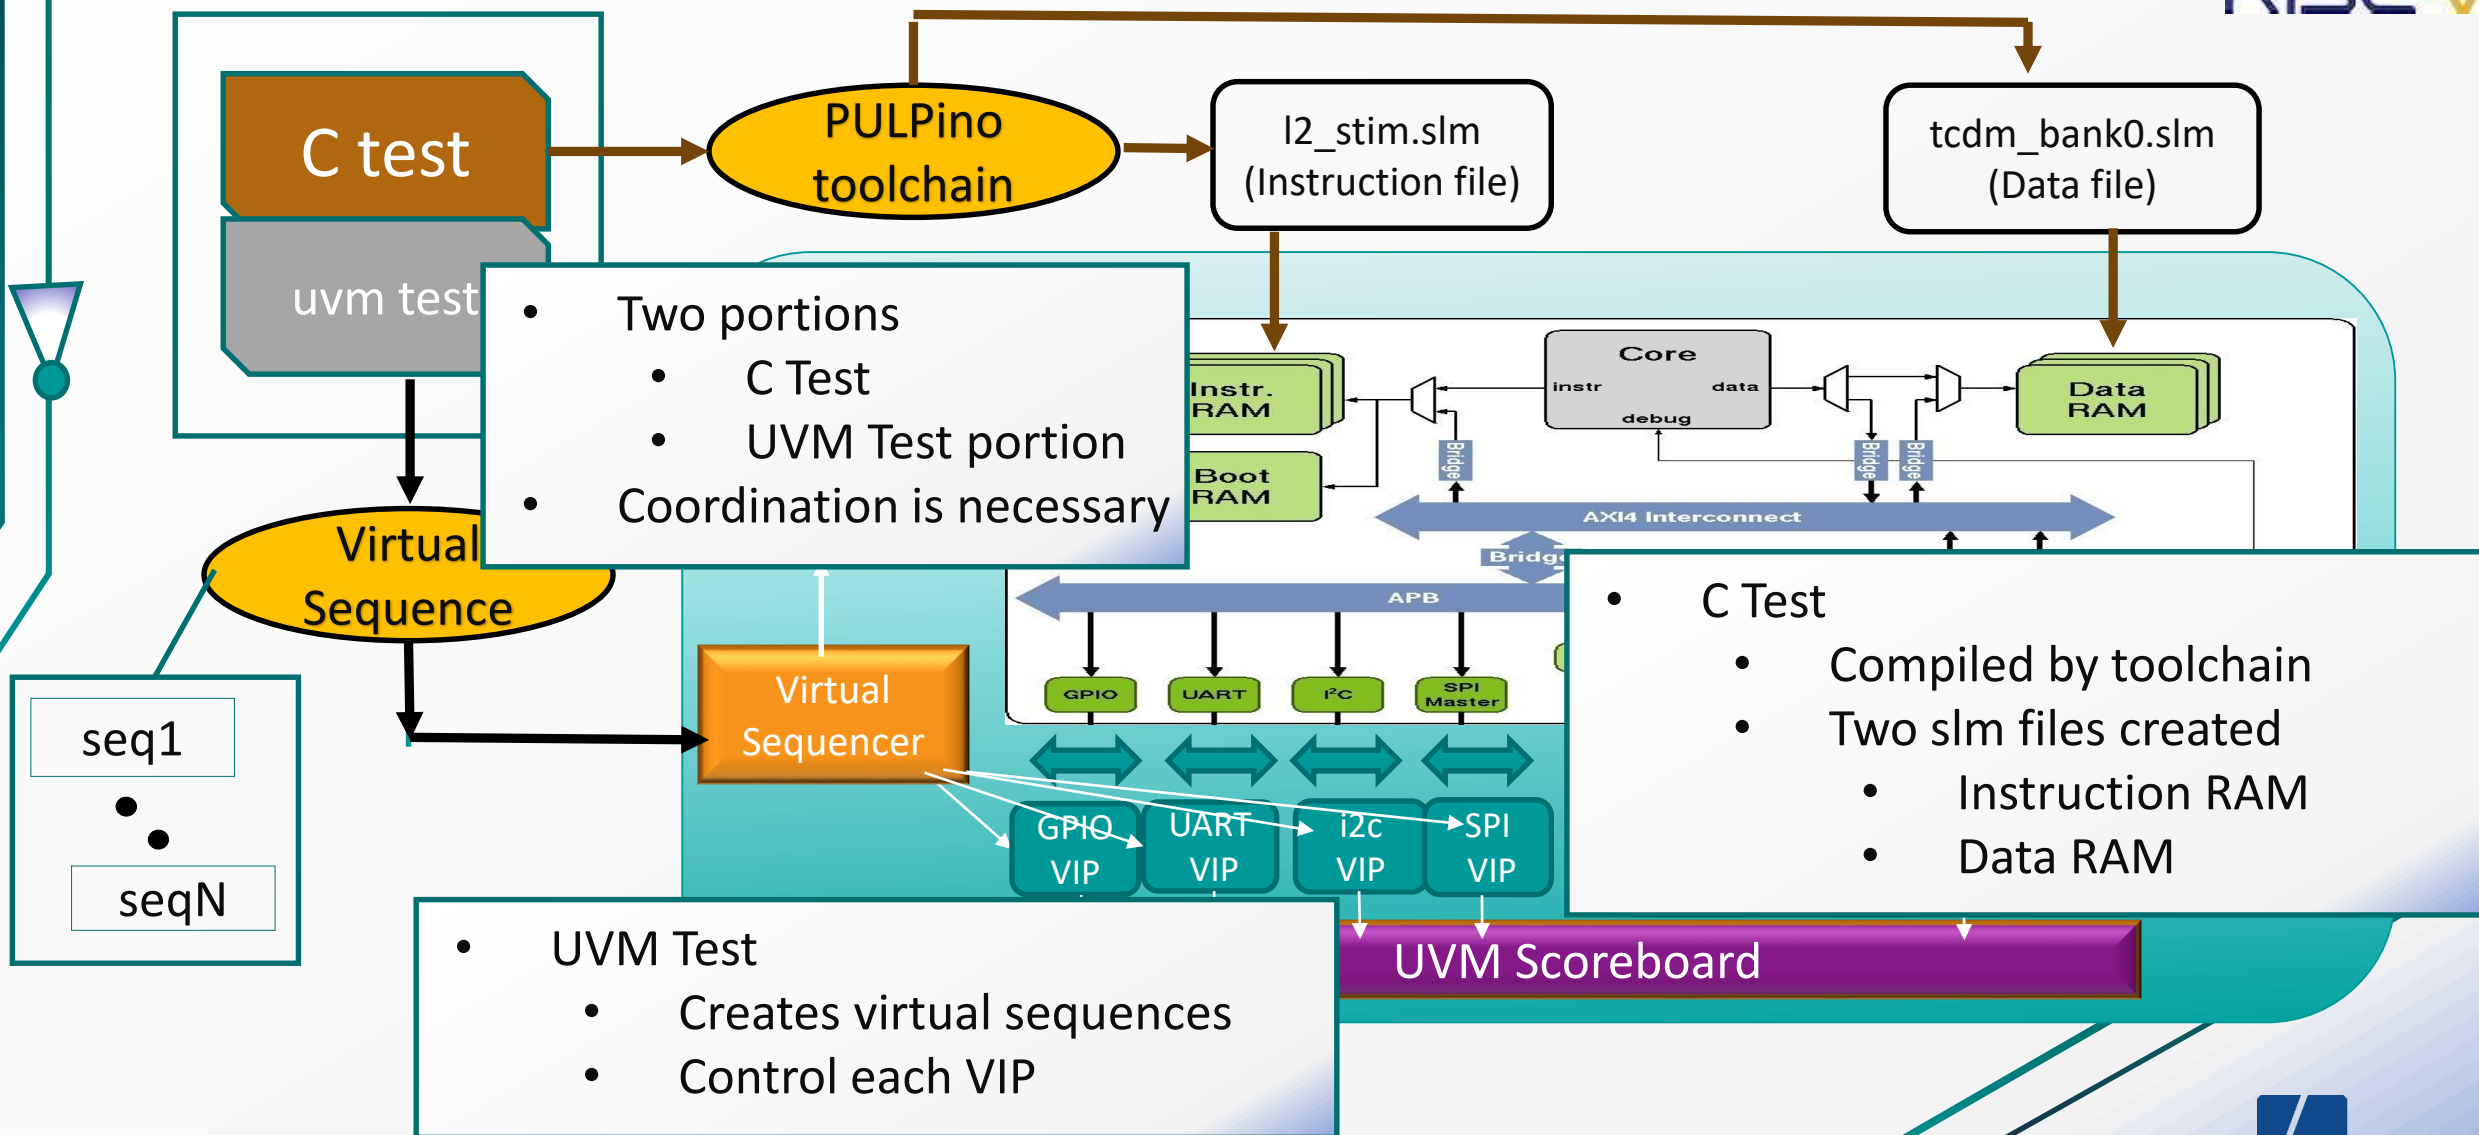 C test
uvm test
PULPino
toolchain
l2_stim.slm
(Instruction file)
tcdm_bank0.slm
(Data file)
• Two portions
• C Test
• UVM Test portion
• Coordination is necessary
Instr.
RAM
Boot
RAM
Core
instr
data
debug
Data
RAM
Bridge
Bridge
Bridge
AXI4 Interconnect
APB
GPIO
UART
I²C
SPI
Master
Virtual
Sequence
seq1
seqN
Virtual
Sequencer
GPIO
VIP
UART
VIP
i2c
VIP
SPI
VIP
• C Test
• Compiled by toolchain
• Two slm files created
• Instruction RAM
• Data RAM
• UVM Test
• Creates virtual sequences
• Control each VIP
UVM Scoreboard